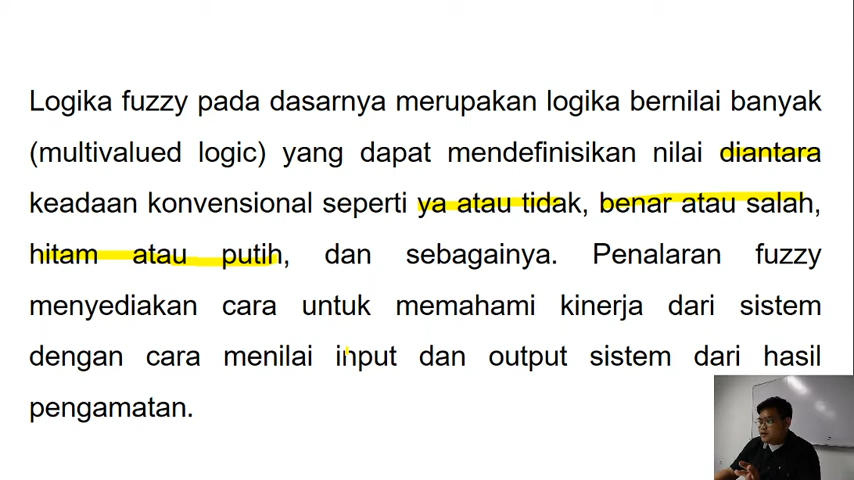 Logika fuzzy pada dasarnya merupakan logika bernilai banyak
(multivalued logic) yang dapat mendefinisikan nilai diantara
keadaan konvensional seperti ya atau tidak, benar atau salah,
hitam atau putih, dan sebagainya. Penalaran fuzzy
menyediakan cara untuk memahami kinerja dari sistem
dengan cara menilai input dan output sistem dari hasil
pengamatan.